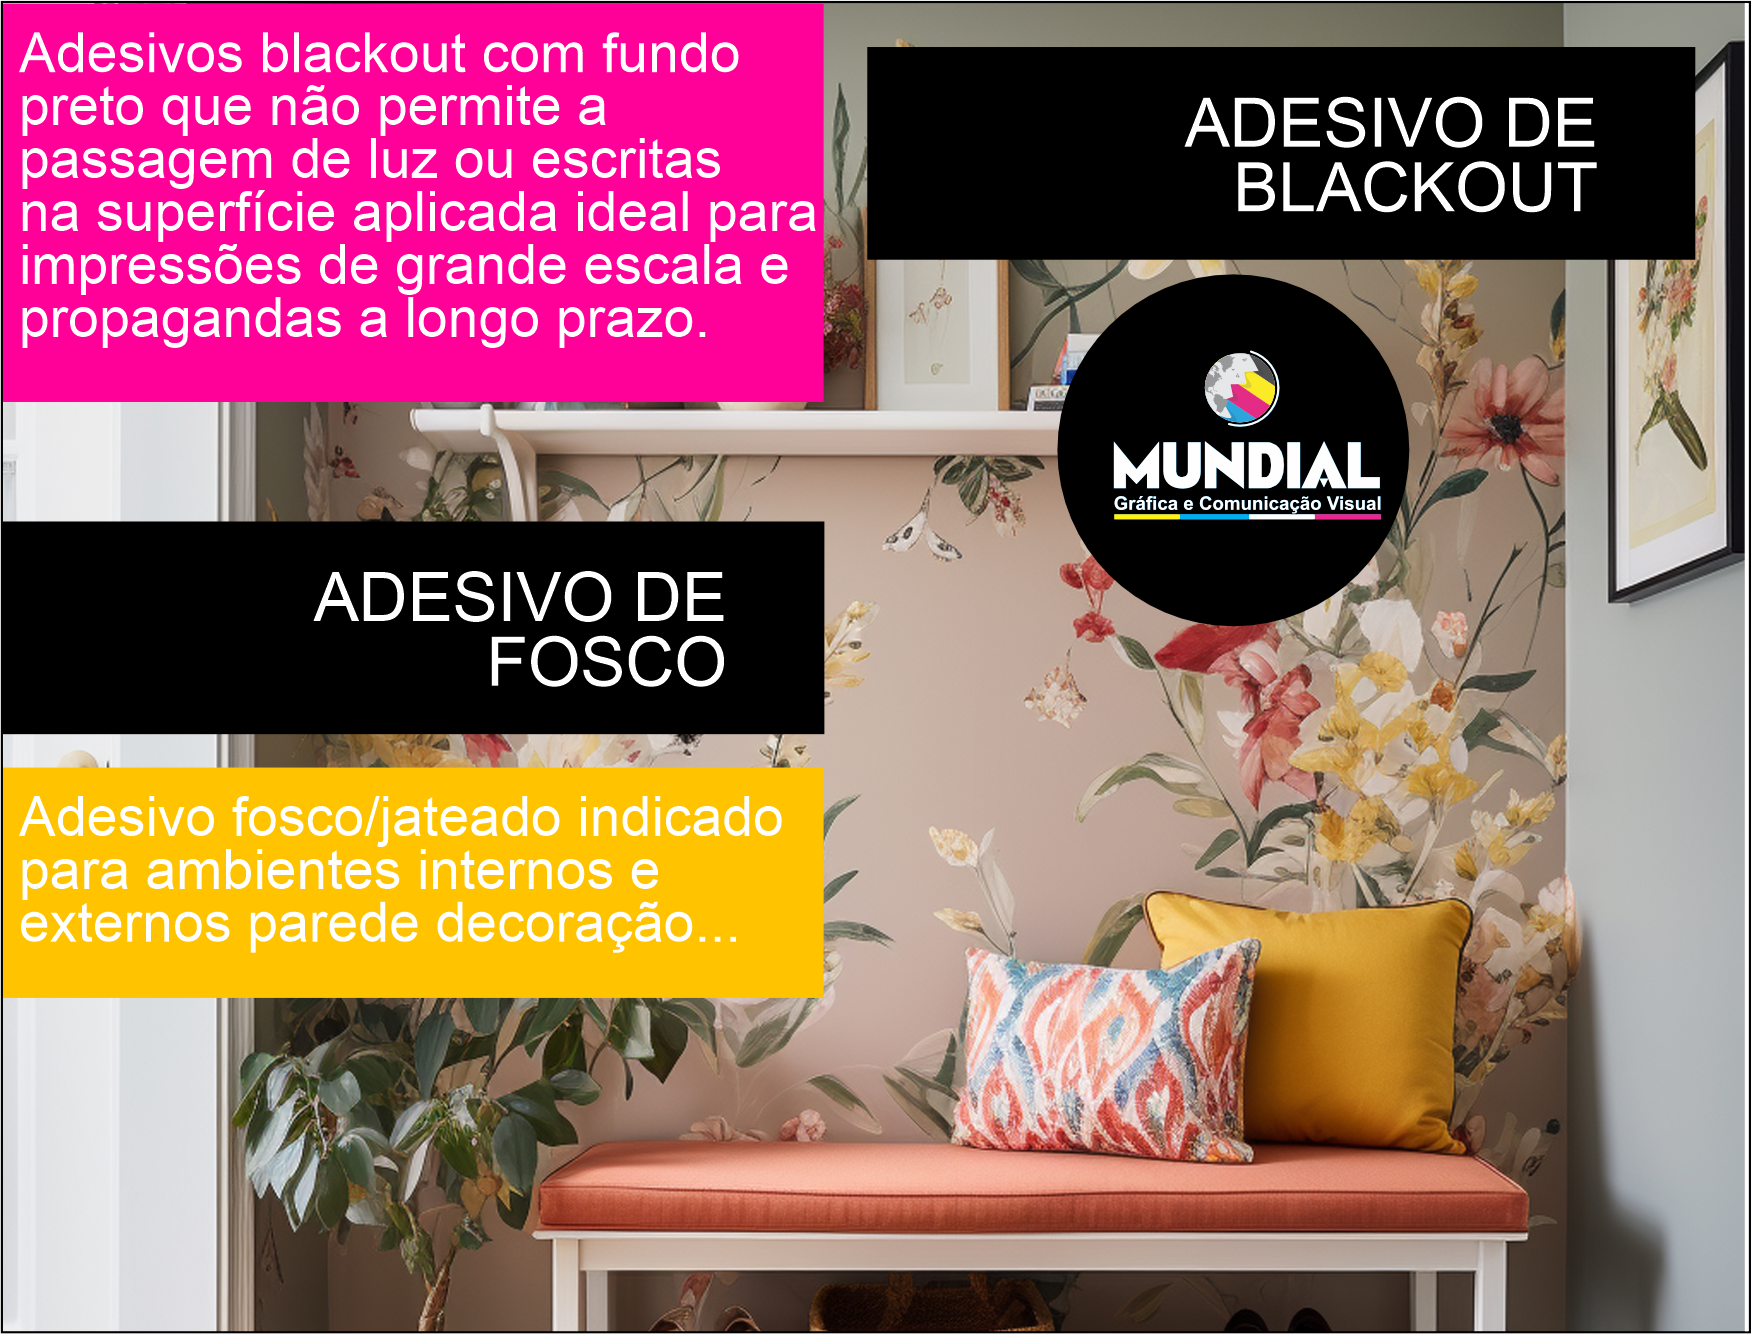 Adesivos blackout com fundo
preto que não permite a
passagem de luz ou escritas
na superfície aplicada ideal para
impressões de grande escala e
propagandas a longo prazo.
ADESIVO DE
BLACKOUT
MUNDIAL
Gráfica e Comunicação Visual
ADESIVO DE
FOSCO
Adesivo fosco/jateado indicado
para ambientes internos e
externos parede decoração...